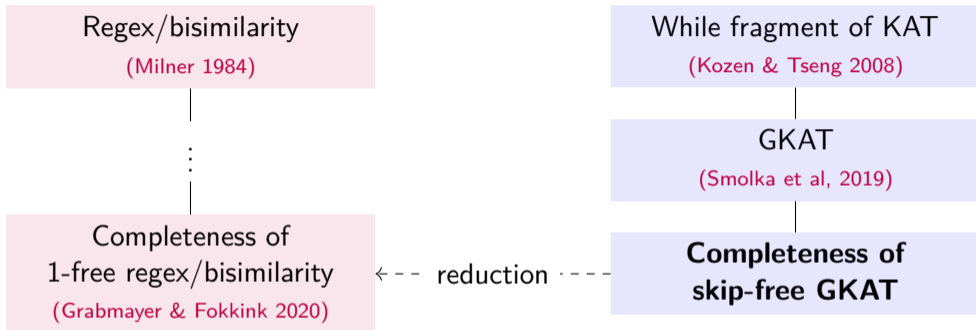 Regex/bisimilarity
(Milner 1984)
⋮
Completeness of
1-free regex/bisimilarity
(Grabmayer & Fokkink 2020)
reduction
While fragment of KAT
(Kozen & Tseng 2008)
GKAT
(Smolka et al, 2019)
Completeness of
skip-free GKAT